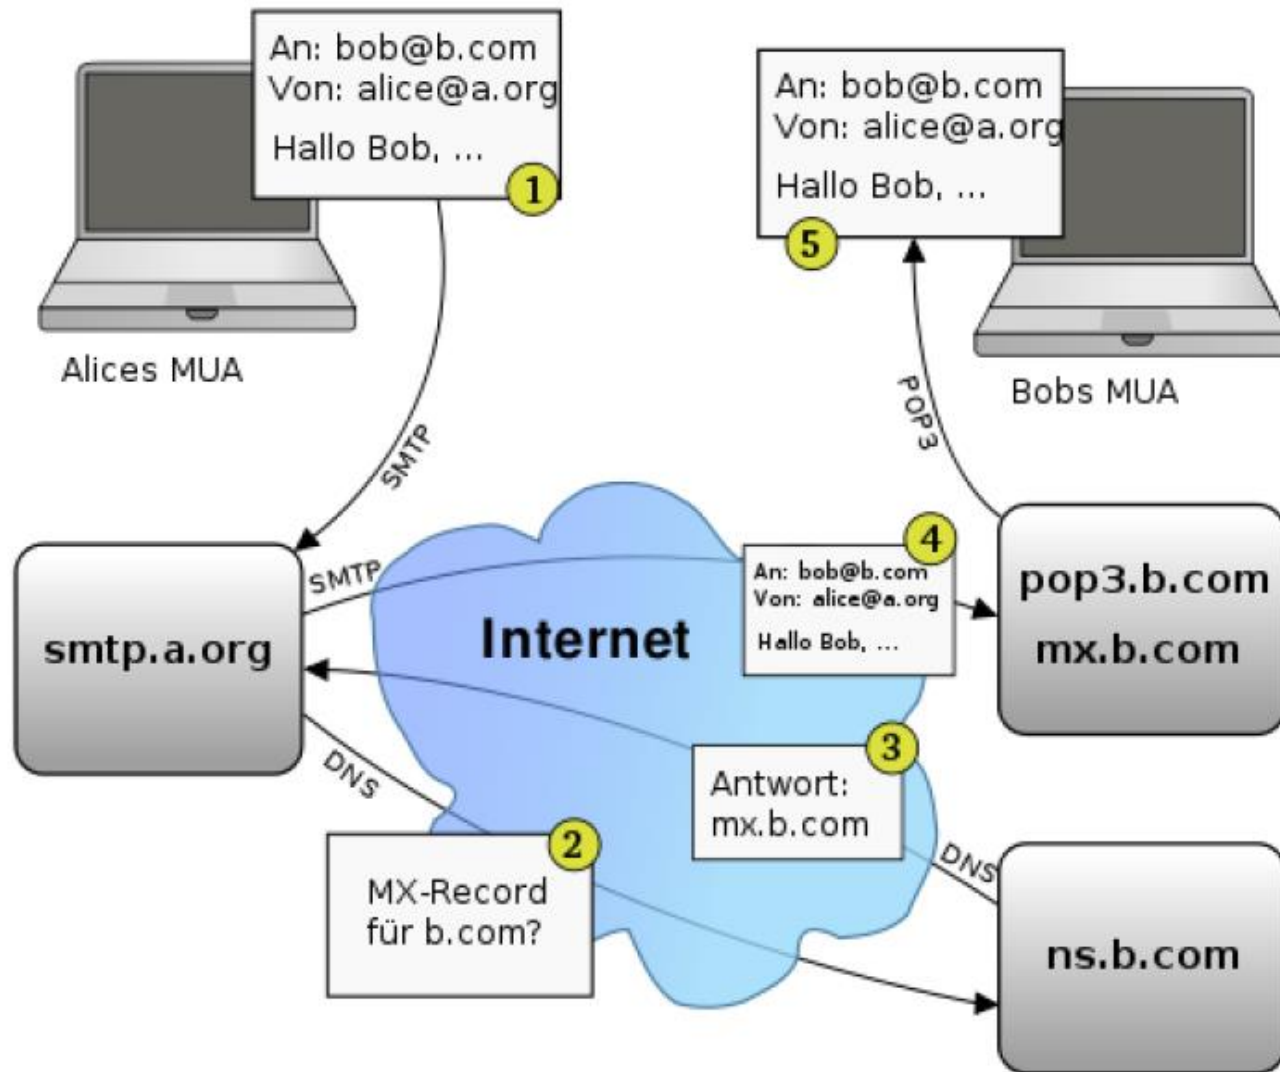 An: bob@b.com
Von: alice@a.org
Hallo Bob, ...
1
Alices MUA
An: bob@b.com
Von: alice@a.org
Hallo Bob, ...
5
Bobs MUA
SMTP
POP3
smtp.a.org
SMTP
Internet
4
An: bob@b.com
Von: alice@a.org
Hallo Bob, ...
pop3.b.com
mx.b.com
DNS
3
Antwort:
mx.b.com
DNS
2
MX-Record
für b.com?
ns.b.com